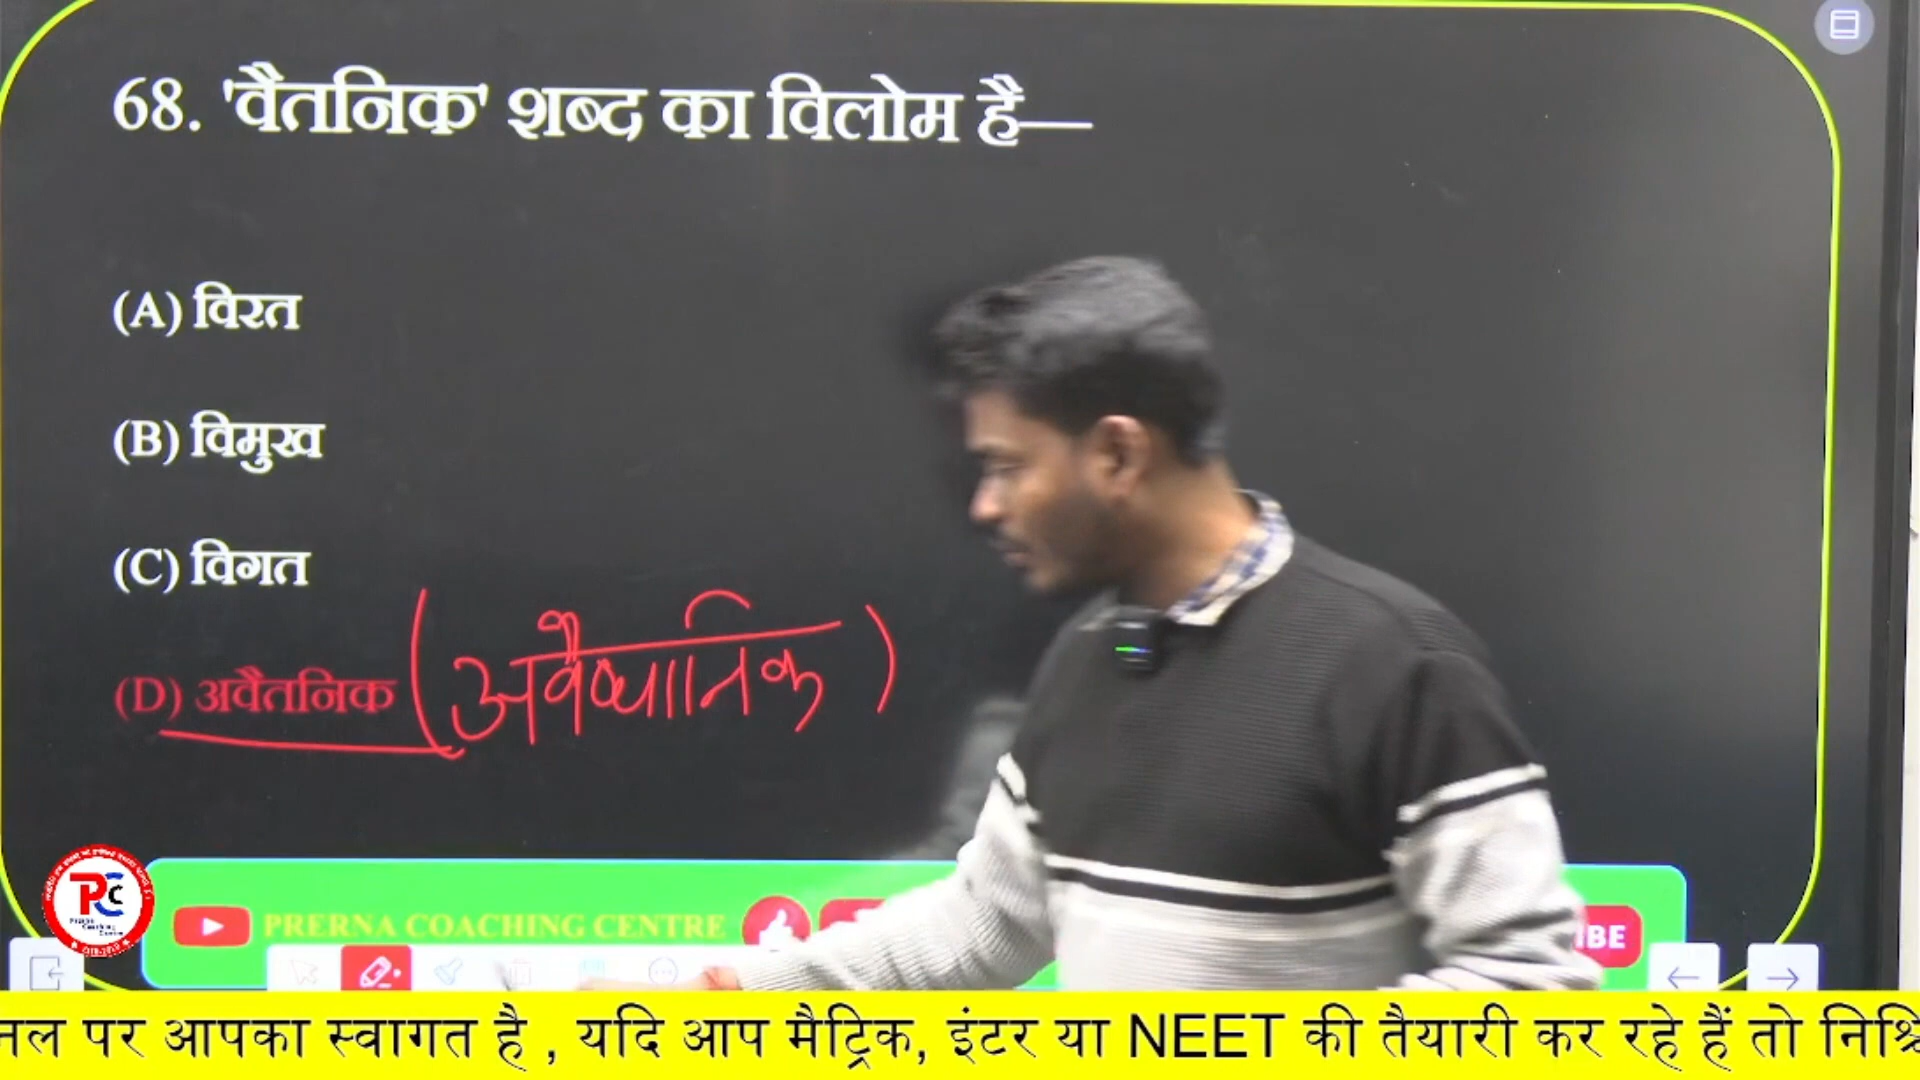 68. 'वैतनिक' शब्द का विलोम है—
(A) विरत
(B) विमुख
(C) विगत
(D) अवैतनिक (अवैधानिक)
PRERNA COACHING CENTRE
नल पर आपका स्वागत है , यदि आप मैट्रिक, इंटर या NEET की तैयारी कर रहे हैं तो